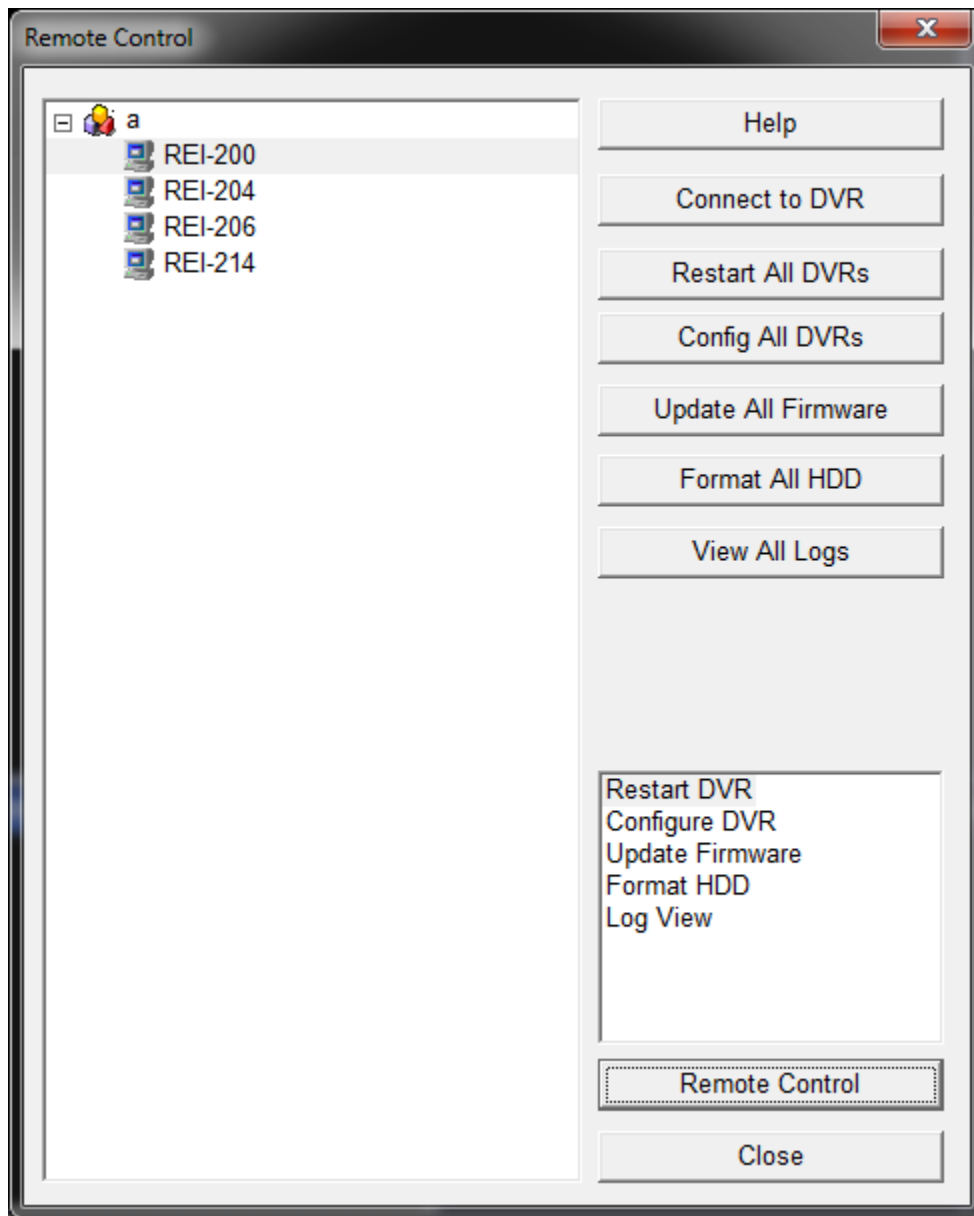 Remote Control
a
REI-200
REI-204
REI-206
REI-214
Help
Connect to DVR
Restart All DVRs
Config All DVRs
Update All Firmware
Format All HDD
View All Logs
Restart DVR
Configure DVR
Update Firmware
Format HDD
Log View
Remote Control
Close